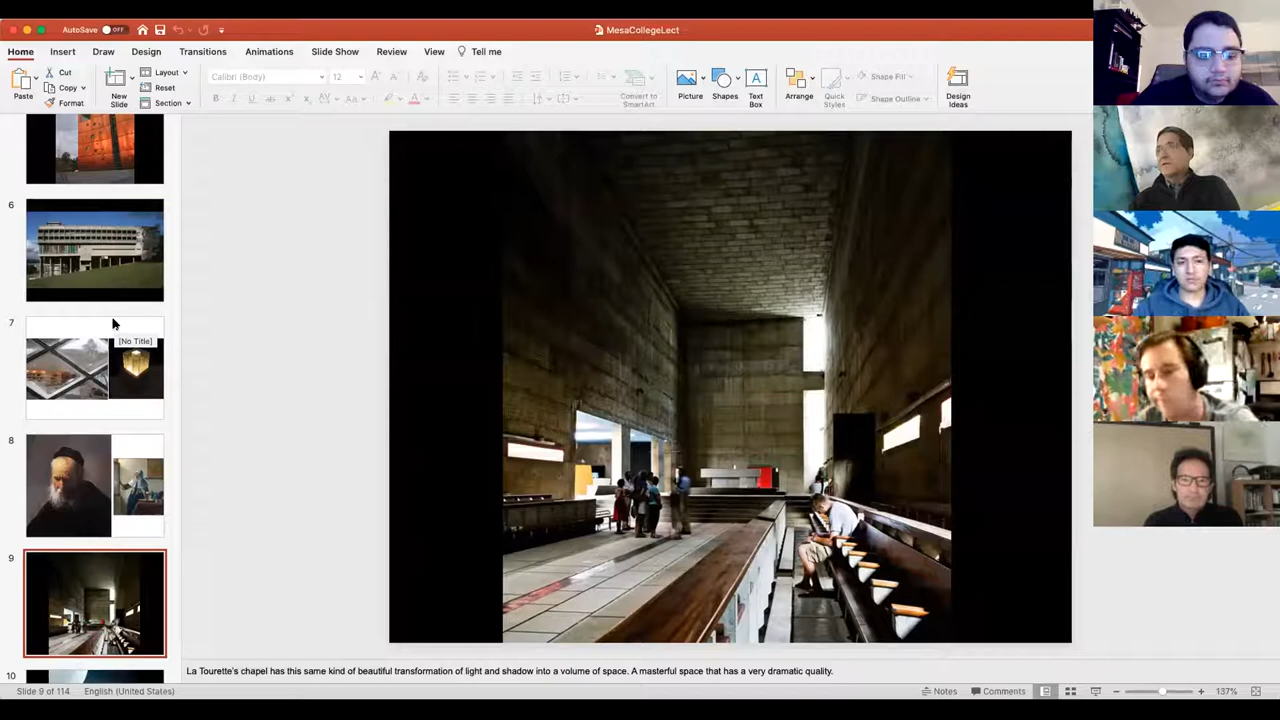 AutoSave OFF
MesaCollegeLect
Home Insert Draw Design Transitions Animations Slide Show Review View Tell me
Paste
Cut
Copy
Format
New Slide
Layout
Reset
Section
Calibri (Body) 12
Convert to SmartArt
Picture
Shapes
Text Box
Arrange
Quick Styles
Shape Fill
Shape Outline
Design Ideas
6
7
[No Title]
8
9
10
La Tourette's chapel has this same kind of beautiful transformation of light and shadow into a volume of space. A masterful space that has a very dramatic quality.
Slide 9 of 114 English (United States) Notes Comments 137%